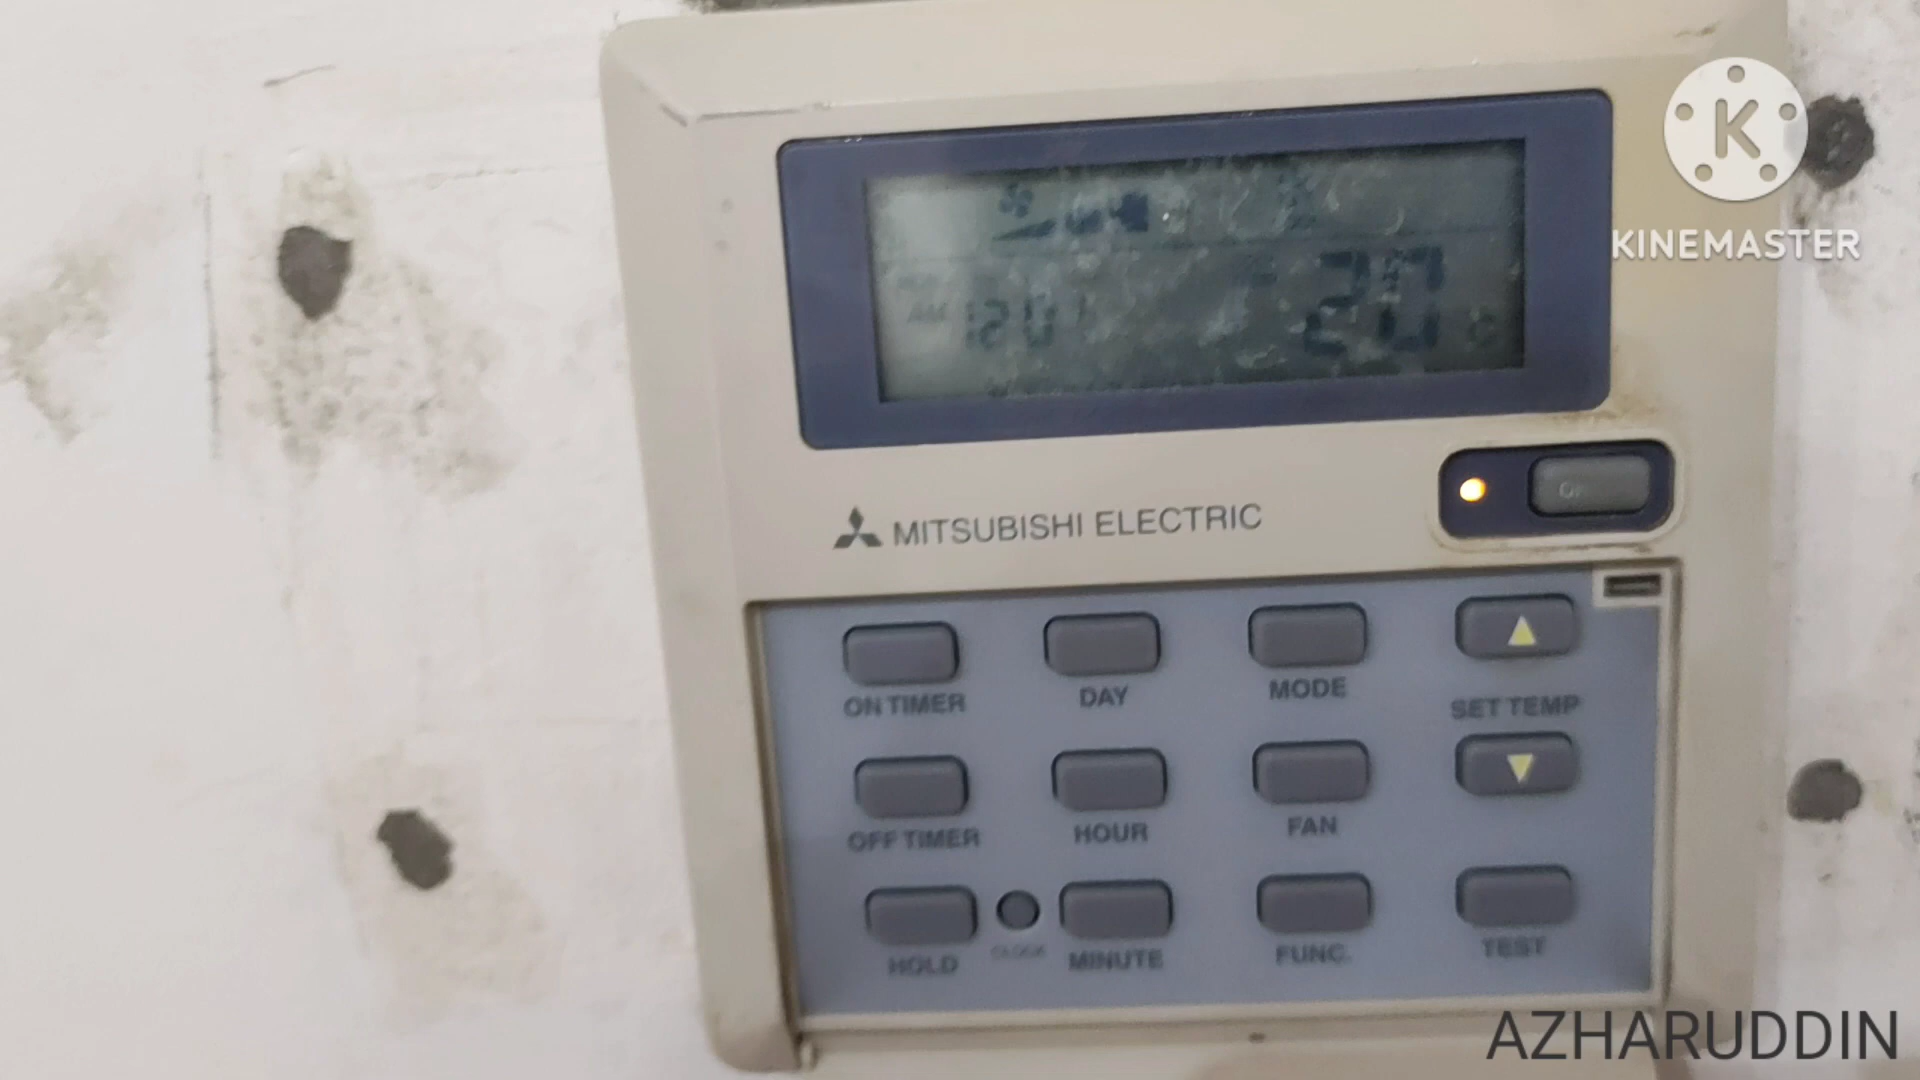 K
KINEMASTER
AM 20
MITSUBISHI ELECTRIC
ON TIMER DAY MODE SET TEMP
OFF TIMER HOUR FAN
HOLD CLOCK MINUTE FUNC. TEST
AZHARUDDIN